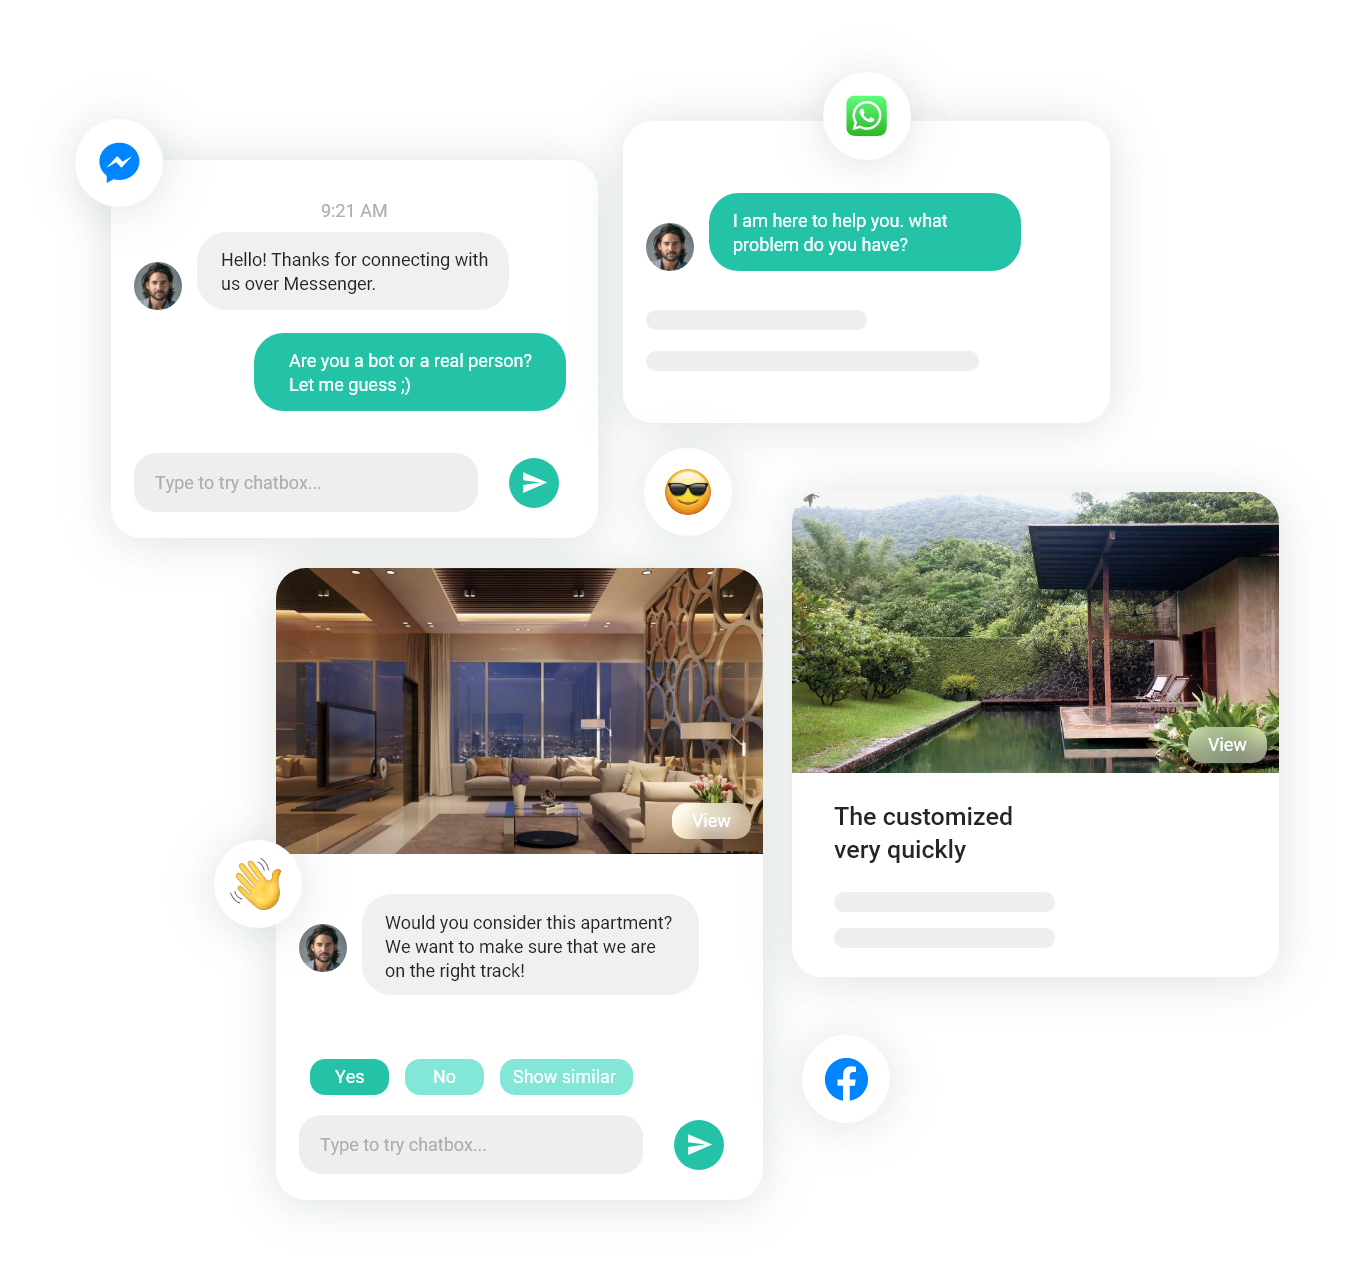 9:21 AM
Hello! Thanks for connecting with
us over Messenger.
Are you a bot or a real person?
Let me guess ;)
Type to try chatbox...
I am here to help you. what
problem do you have?
View
The customized
very quickly
View
Would you consider this apartment?
We want to make sure that we are
on the right track!
Yes
No
Show similar
Type to try chatbox...